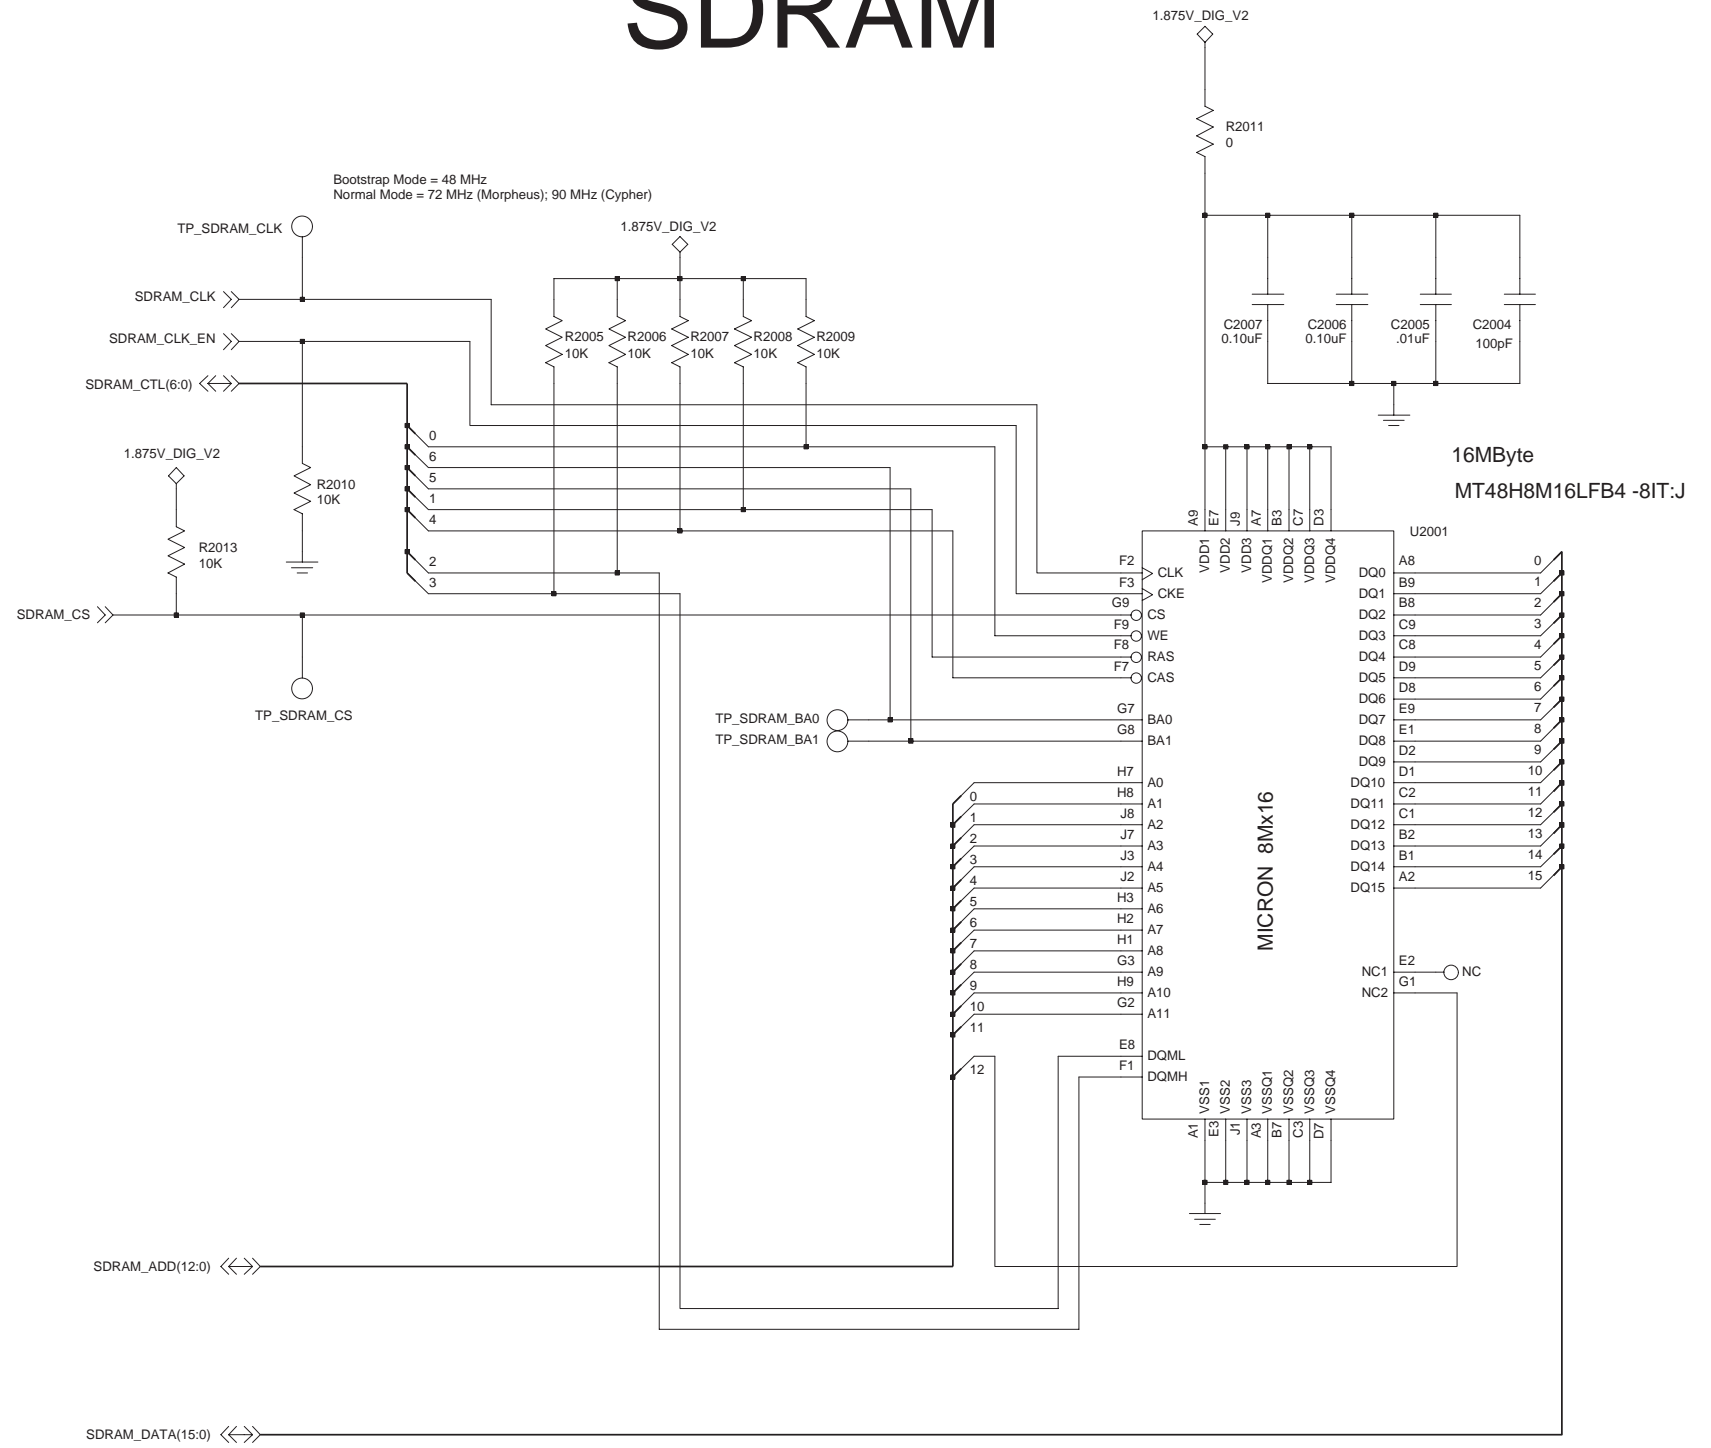 SDRAM
1.875V_DIG_V2
R2011
0
Bootstrap Mode = 48 MHz
Normal Mode = 72 MHz (Morpheus); 90 MHz (Cypher)
TP_SDRAM_CLK
1.875V_DIG_V2
SDRAM_CLK
SDRAM_CLK_EN
SDRAM_CTL(6:0)
R2005
10K
R2006
10K
R2007
10K
R2008
10K
R2009
10K
C2007
0.10uF
C2006
0.10uF
C2005
.01uF
C2004
100pF
0
6
5
1
4
2
3
1.875V_DIG_V2
R2010
10K
R2013
10K
SDRAM_CS
TP_SDRAM_CS
16MByte
MT48H8M16LFB4 -8IT:J
U2001
A9
E7
J9
A7
B3
C7
D3
VDD1
VDD2
VDD3
VDDQ1
VDDQ2
VDDQ3
VDDQ4
F2 CLK
F3 CKE
G9 CS
F9 WE
F8 RAS
F7 CAS
TP_SDRAM_BA0
TP_SDRAM_BA1
G7 BA0
G8 BA1
H7 A0
0 H8 A1
1 J8 A2
2 J7 A3
3 J3 A4
4 J2 A5
5 H3 A6
6 H2 A7
7 H1 A8
8 G3 A9
9 H9 A10
10 G2 A11
11
12
E8 DQML
F1 DQMH
MICRON 8Mx16
DQ0 A8 0
DQ1 B9 1
DQ2 B8 2
DQ3 C9 3
DQ4 C8 4
DQ5 D9 5
DQ6 D8 6
DQ7 E9 7
DQ8 E1 8
DQ9 D2 9
DQ10 D1 10
DQ11 C2 11
DQ12 C1 12
DQ13 B2 13
DQ14 B1 14
DQ15 A2 15
NC1 E2 NC
NC2 G1
VSS1
VSS2
VSS3
VSSQ1
VSSQ2
VSSQ3
VSSQ4
A1
E3
J1
A3
B7
C3
D7
SDRAM_ADD(12:0)
SDRAM_DATA(15:0)